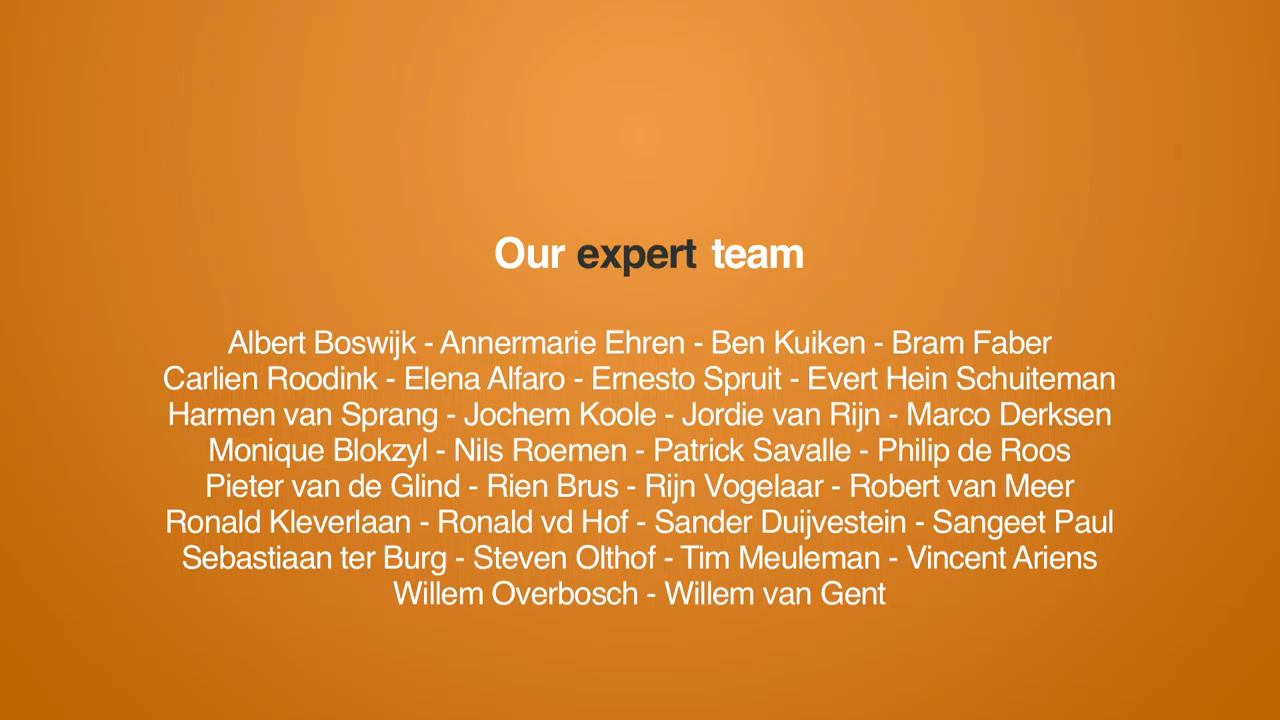 Our expert team
Albert Boswijk - Annermarie Ehren - Ben Kuiken - Bram Faber
Carlien Roodink - Elena Alfaro - Ernesto Spruit - Evert Hein Schuiteman
Harmen van Sprang - Jochem Koole - Jordie van Rijn - Marco Derksen
Monique Blokzyl - Nils Roemen - Patrick Savalle - Philip de Roos
Pieter van de Glind - Rien Brus - Rijn Vogelaar - Robert van Meer
Ronald Kleverlaan - Ronald vd Hof - Sander Duijvestein - Sangeet Paul
Sebastiaan ter Burg - Steven Olthof - Tim Meuleman - Vincent Ariens
Willem Overbosch - Willem van Gent